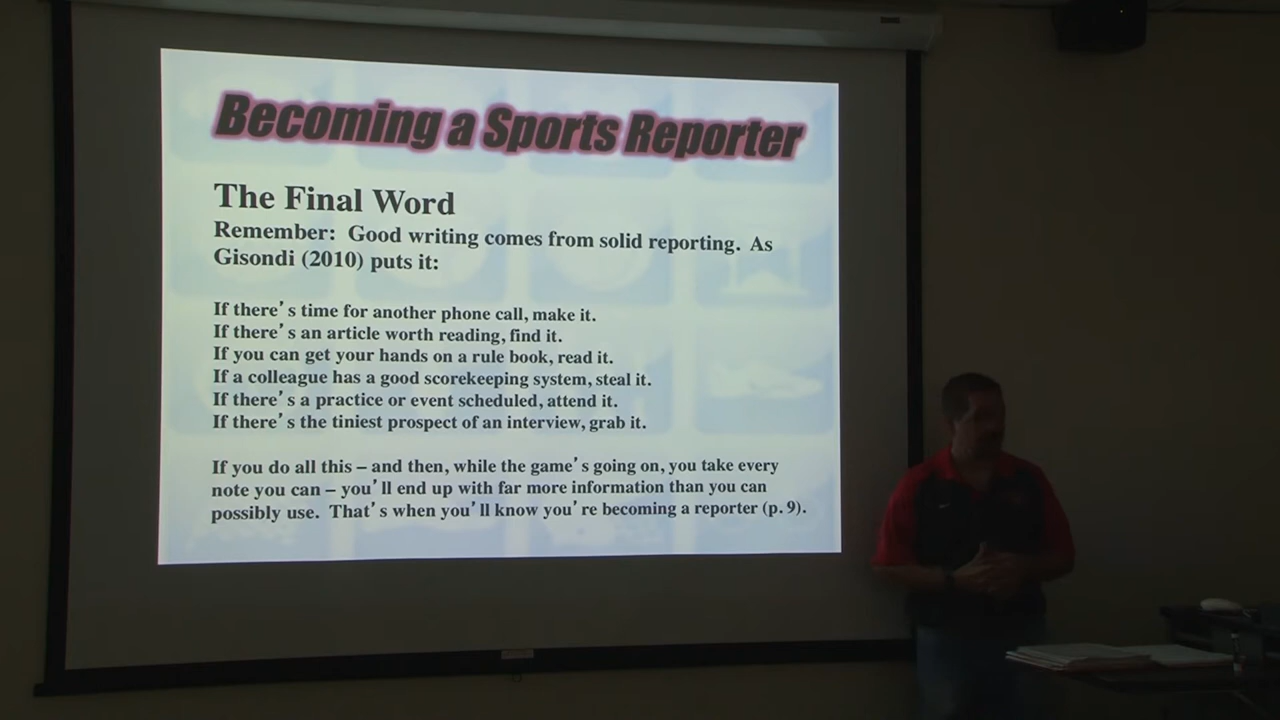 Becoming a Sports Reporter
The Final Word
Remember: Good writing comes from solid reporting. As
Gisondi (2010) puts it:
If there's time for another phone call, make it.
If there's an article worth reading, find it.
If you can get your hands on a rule book, read it.
If a colleague has a good scorekeeping system, steal it.
If there's a practice or event scheduled, attend it.
If there's the tiniest prospect of an interview, grab it.
If you do all this – and then, while the game's going on, you take every
note you can – you'll end up with far more information than you can
possibly use. That's when you'll know you're becoming a reporter (p. 9).